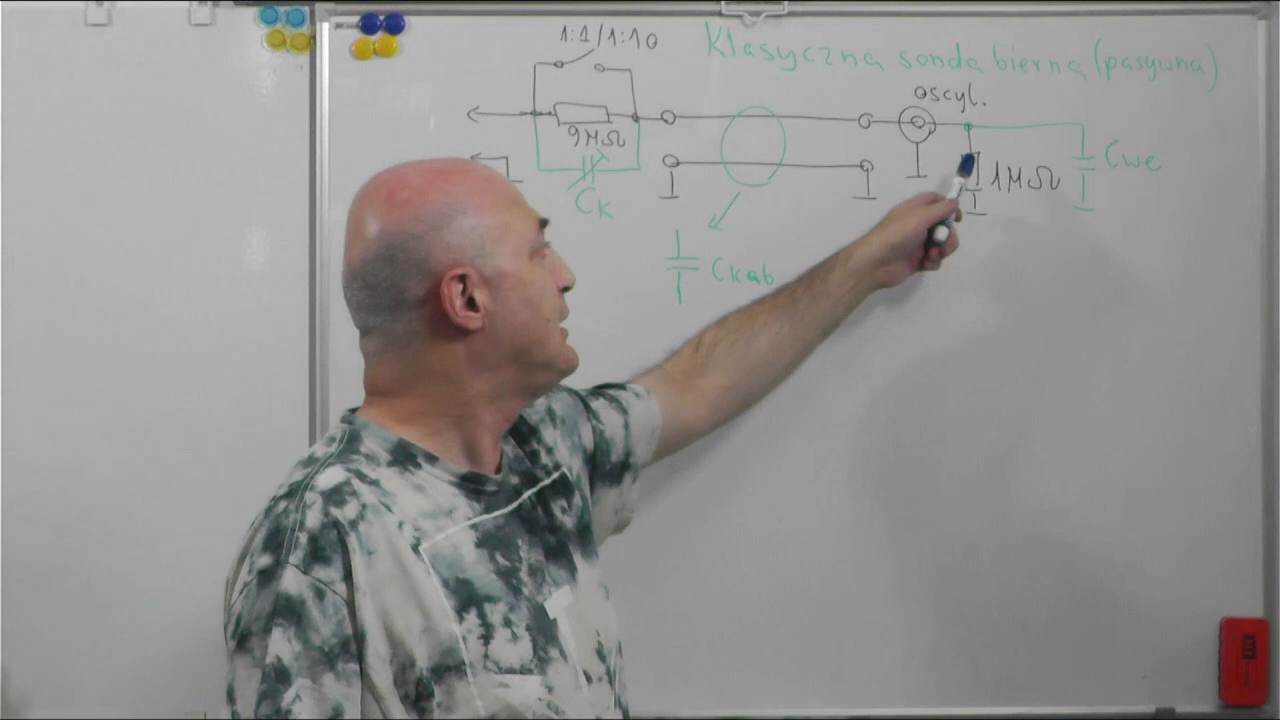 Klasyczna sonda bierna (pasywna)
1:1/1:10
oscyl.
9MΩ
CK
Ckab
1MΩ
Cwe